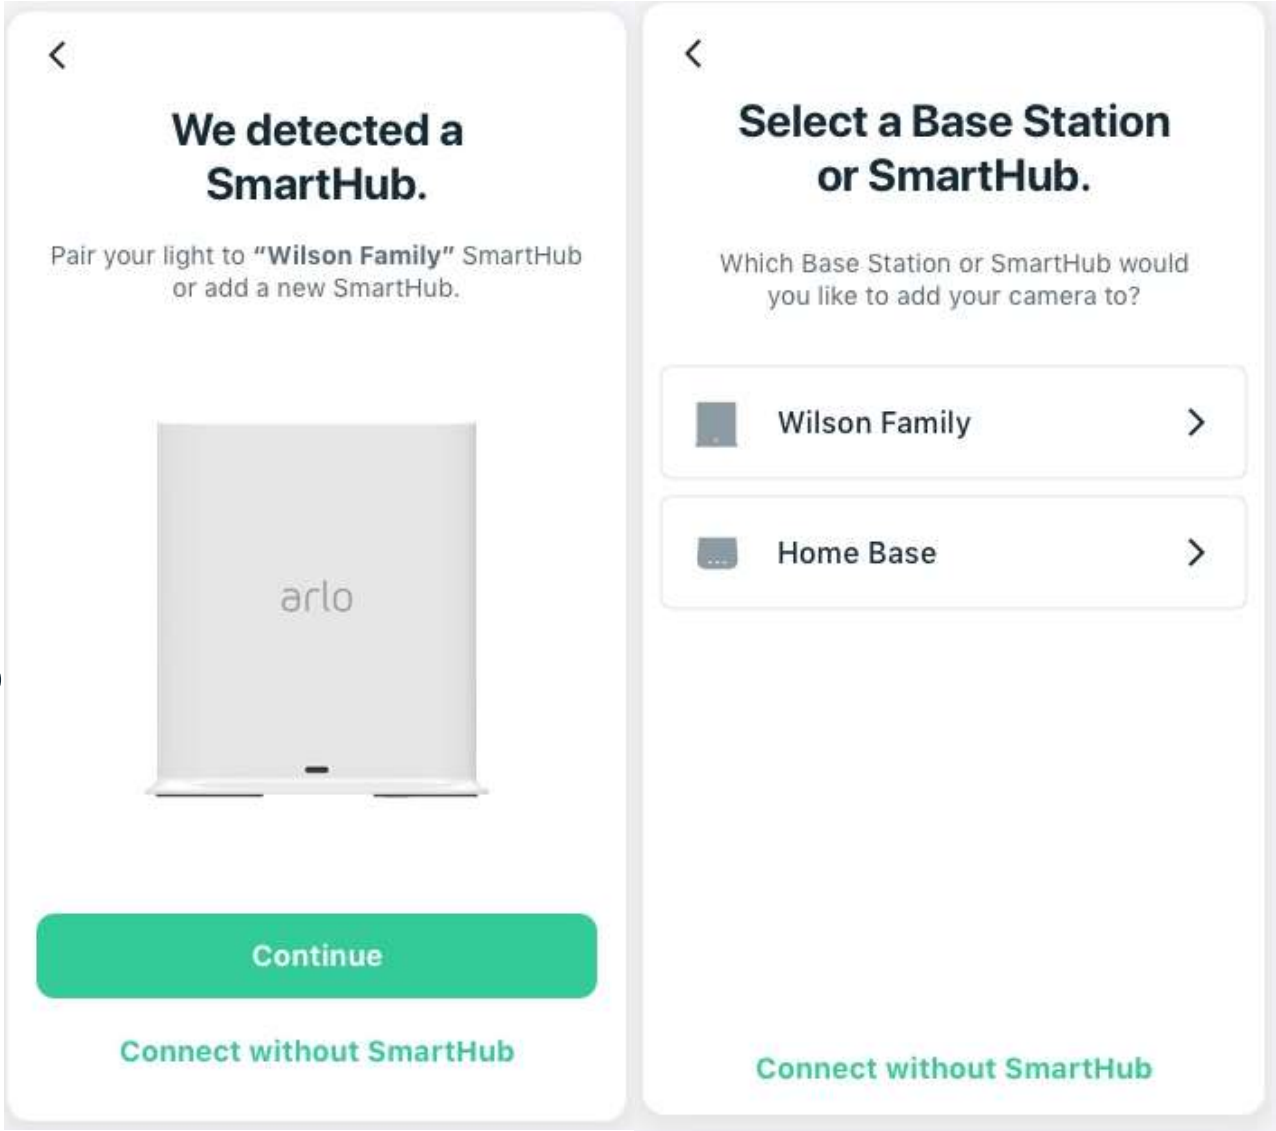 We detected a
SmartHub.
Pair your light to “Wilson Family” SmartHub
or add a new SmartHub.
arlo
Continue
Connect without SmartHub
Select a Base Station
or SmartHub.
Which Base Station or SmartHub would
you like to add your camera to?
Wilson Family
Home Base
Connect without SmartHub